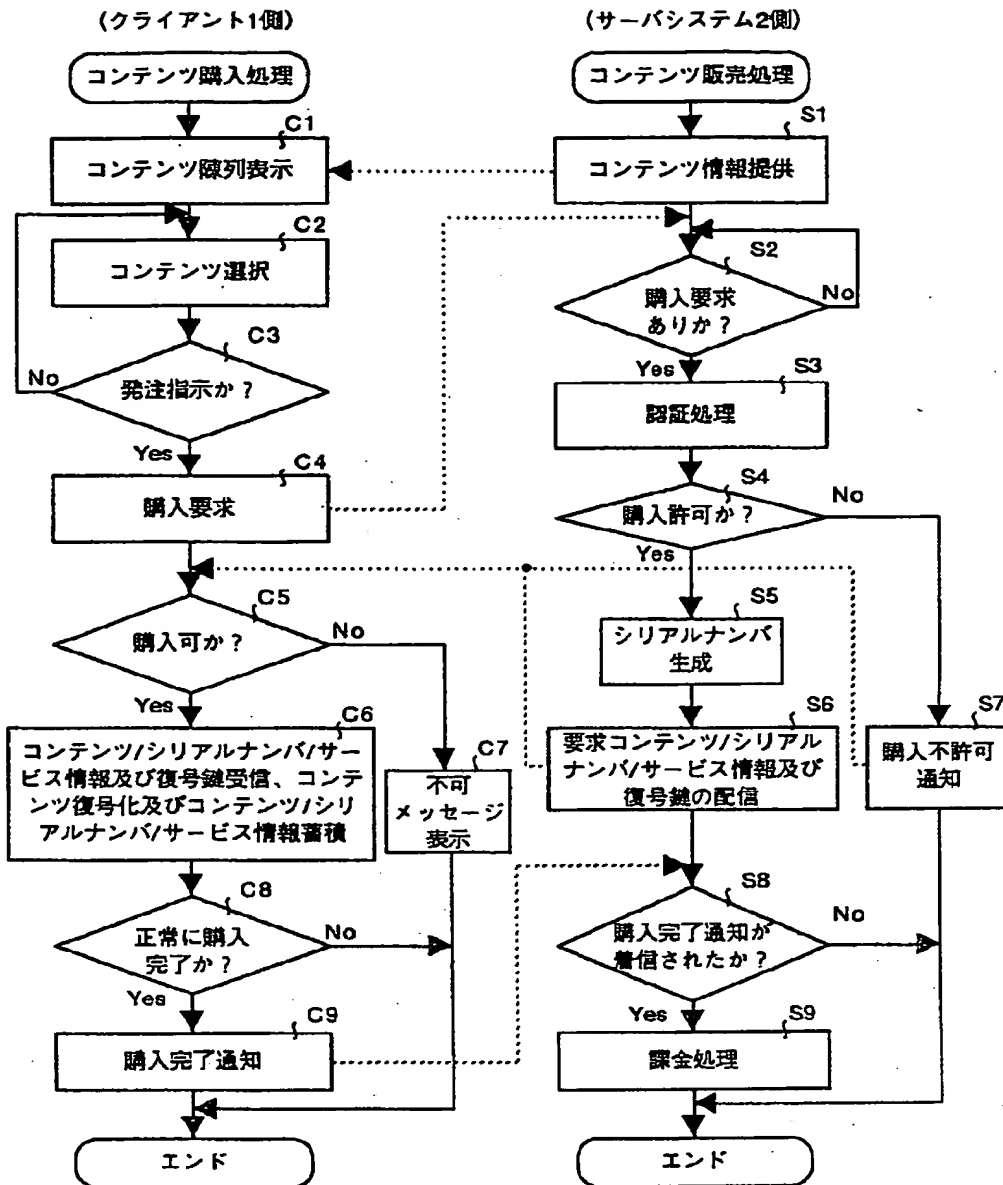 (クライアント1側)
コンテンツ購入処理
C1
コンテンツ陳列表示
C2
コンテンツ選択
C3
発注指示か?
No
Yes
C4
購入要求
C5
購入可か?
No
Yes
C6
コンテンツ/シリアルナンバ/サー
ビス情報及び復号鍵受信、コンテ
ンツ復号化及びコンテンツ/シリ
アルナンバ/サービス情報蓄積
C7
不可
メッセージ
表示
C8
正常に購入
完了か?
No
Yes
C9
購入完了通知
エンド
(サーバシステム2側)
コンテンツ販売処理
S1
コンテンツ情報提供
S2
購入要求
ありか?
No
Yes
S3
認証処理
S4
購入許可か?
No
Yes
S5
シリアルナンバ
生成
S6
要求コンテンツ/シリアル
ナンバ/サービス情報及び
復号鍵の配信
S7
購入不許可
通知
S8
購入完了通知が
着信されたか?
No
Yes
S9
課金処理
エンド